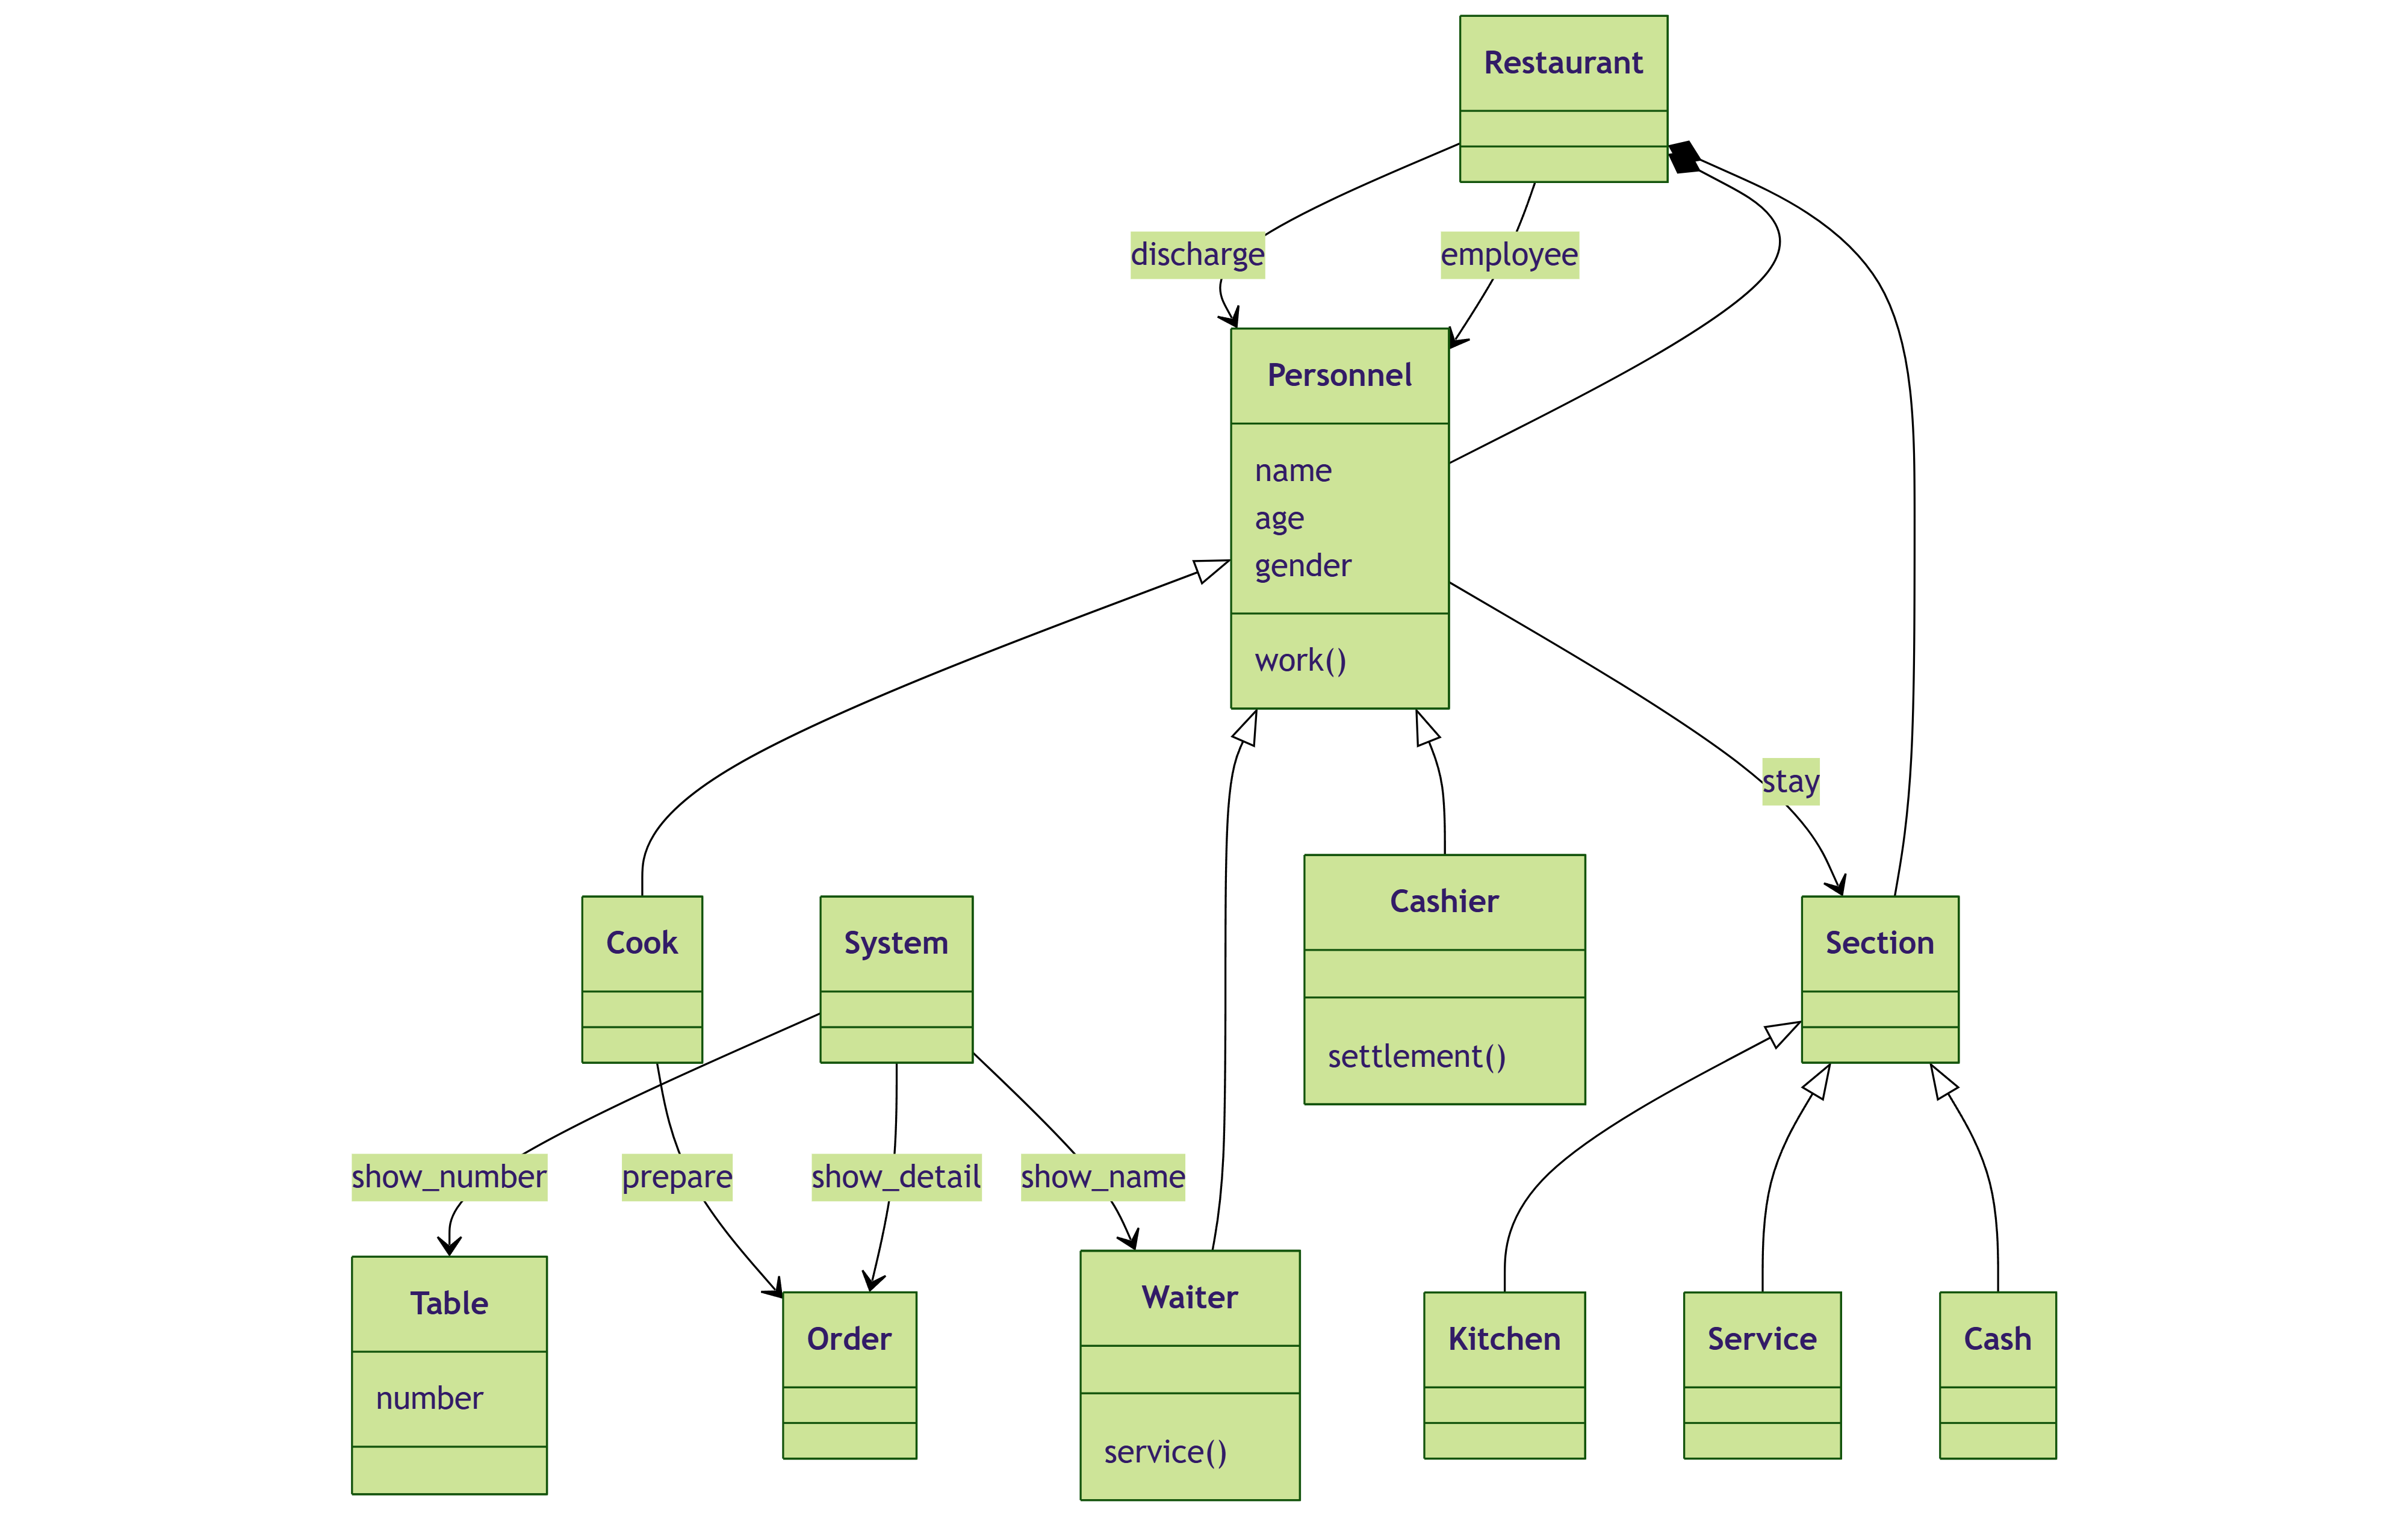 Restaurant
discharge
employee
Personnel
name
age
gender
work()
stay
Cook
System
Cashier
settlement()
Section
show_number
prepare
show_detail
show_name
Table
number
Order
Waiter
service()
Kitchen
Service
Cash